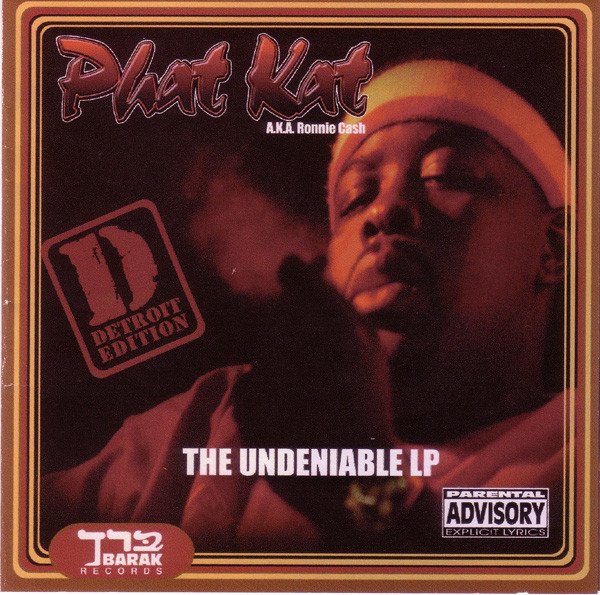 Phat Kat
A.K.A. Ronnie Cash
D
DETROIT
EDITION
THE UNDENIABLE LP
PARENTAL
ADVISORY
EXPLICIT LYRICS
BARAK
RECORDS